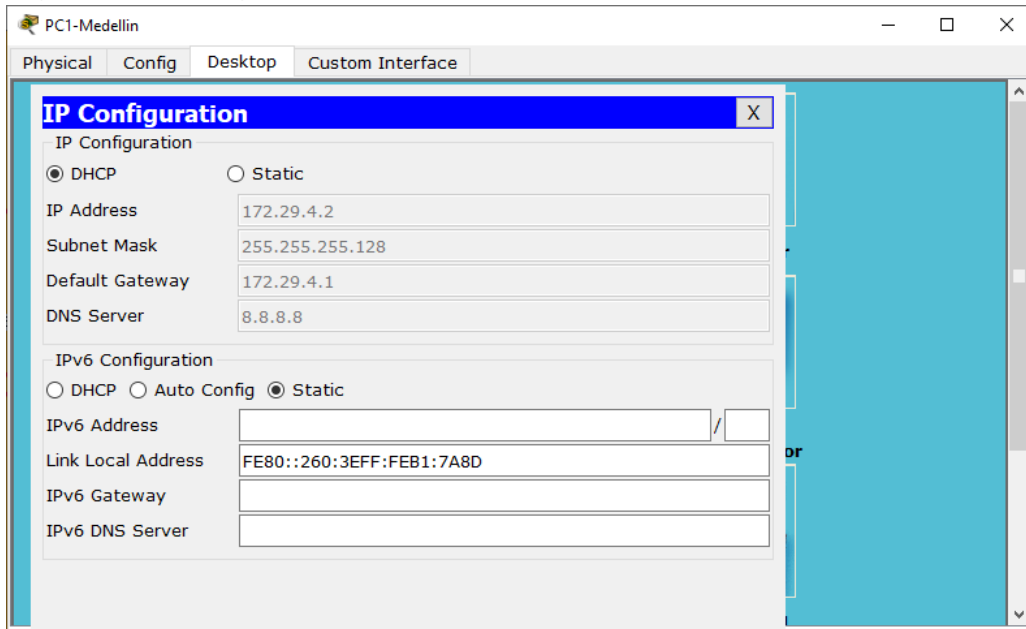 PC1-Medellin
Physical Config Desktop Custom Interface
IP Configuration X
IP Configuration
DHCP Static
IP Address 172.29.4.2
Subnet Mask 255.255.255.128
Default Gateway 172.29.4.1
DNS Server 8.8.8.8
IPv6 Configuration
DHCP Auto Config Static
IPv6 Address /
Link Local Address FE80::260:3EFF:FEB1:7A8D
IPv6 Gateway
IPv6 DNS Server
or